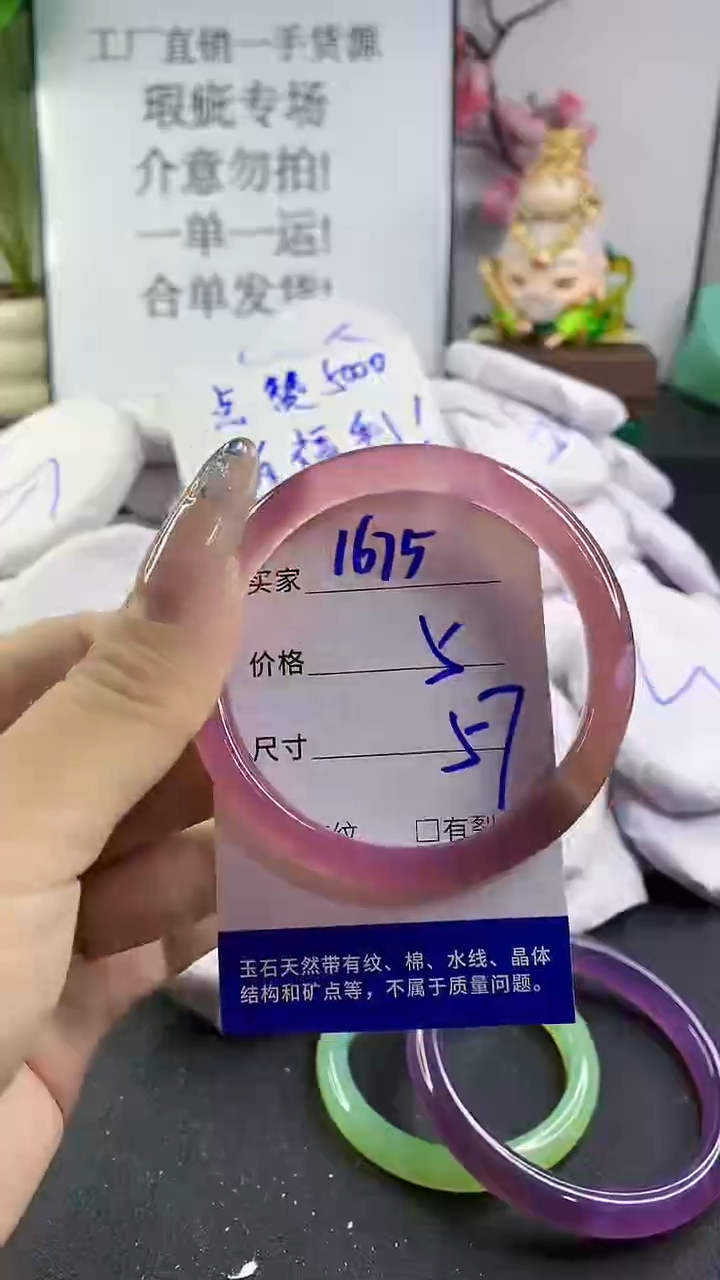 工厂直销一手货源
瑕疵专场
介意勿拍!
一单一运!
合单发货!
点赞5000
福利!
买家 1675
价格 5
尺寸 57
纹 □有裂
玉石天然带有纹、棉、水线、晶体
结构和矿点等，不属于质量问题。